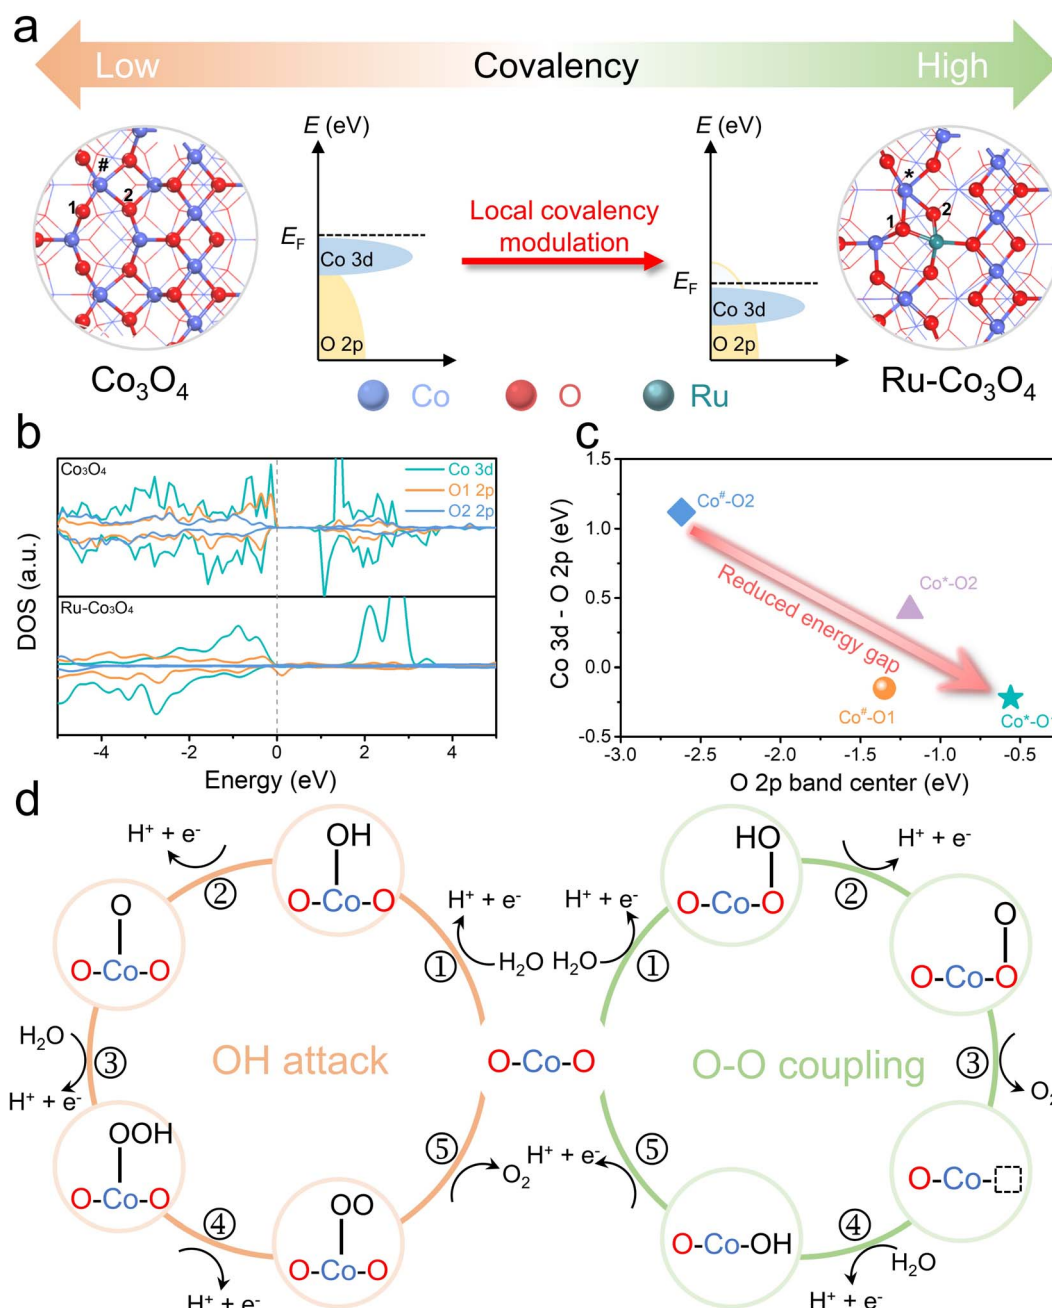 a
Low Covalency High
E (eV) E (eV)
# 1 2
* 1 2
EF Co 3d O 2p
Local covalency
modulation
EF Co 3d O 2p
Co₃O₄ Ru-Co₃O₄
Co O Ru
b
Co₃O₄
Co 3d
O1 2p
O2 2p
Ru-Co₃O₄
DOS (a.u.)
-4 -2 0 2 4
Energy (eV)
c
1.5
1.0
0.5
0.0
-0.5
Co 3d - O 2p (eV)
Co#-O2
Co*-O2
Reduced energy gap
Co#-O1
-3.0 -2.5 -2.0 -1.5 -1.0 -0.5
O 2p band center (eV)
d
OH attack
O-Co-O
① H₂O H⁺ + e⁻
OH
O-Co-O
② H⁺ + e⁻
O
O-Co-O
③ H₂O H⁺ + e⁻
OOH
O-Co-O
④ H⁺ + e⁻
OO
O-Co-O
⑤ O₂
O-O coupling
① H₂O H⁺ + e⁻
HO
O-Co-O
② H⁺ + e⁻
O
O-Co-O
③ O₂
O-Co-
④ H₂O H⁺ + e⁻
O-Co-OH
⑤ H⁺ + e⁻